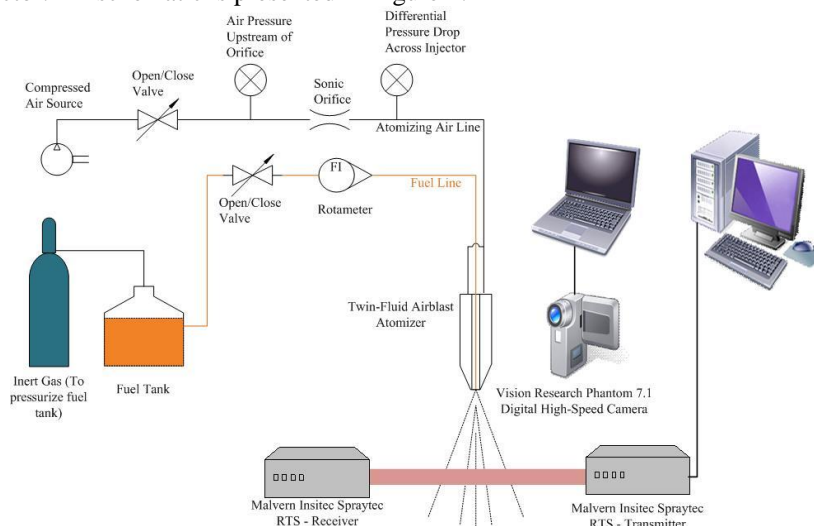 Air Pressure
Upstream of
Orifice
Differential
Pressure Drop
Across Injector
Compressed
Air Source
Open/Close
Valve
Sonic
Orifice
Atomizing Air Line
FI
Fuel Line
Open/Close
Valve
Rotameter
Twin-Fluid Airblast
Atomizer
Inert Gas (To
pressurize fuel
tank)
Fuel Tank
Vision Research Phantom 7.1
Digital High-Speed Camera
Malvern Insitec Spraytec
RTS - Receiver
Malvern Insitec Spraytec
RTS - Transmitter